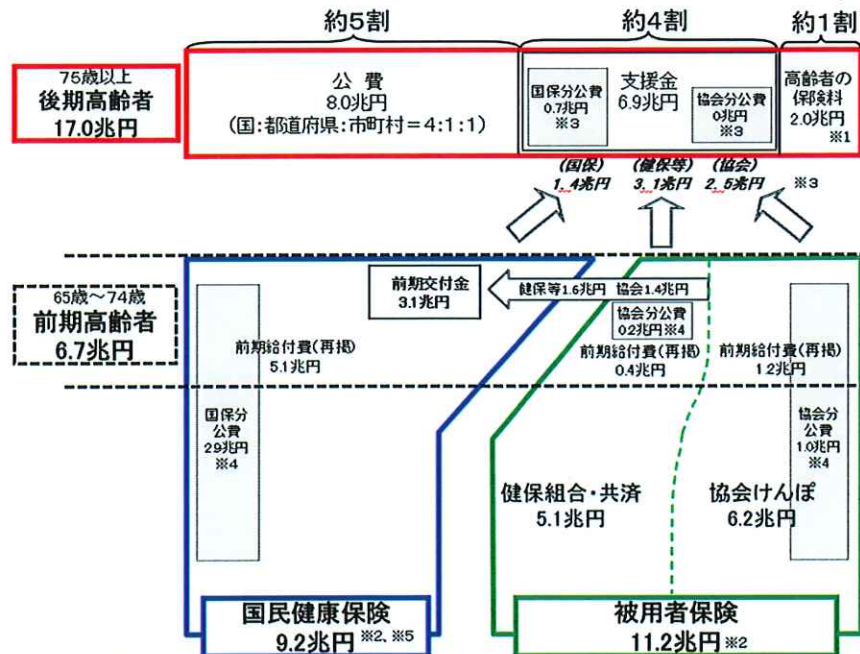 約5割
約4割
約1割
75歳以上
後期高齢者
17.0兆円
公費
8.0兆円
(国:都道府県:市町村=4:1:1)
国保分公費
0.7兆円
※3
支援金
6.9兆円
協会分公費
0兆円
※3
高齢者の
保険料
2.0兆円
※1
(国保)
1.4兆円
(健保等)
3.1兆円
(協会)
2.5兆円
※3
65歳～74歳
前期高齢者
6.7兆円
前期交付金
3.1兆円
健保等1.6兆円 協会1.4兆円
協会分公費
0.2兆円※4
前期給付費(再掲)
5.1兆円
前期給付費(再掲)
0.4兆円
前期給付費(再掲)
1.2兆円
国保分
公費
2.9兆円
※4
協会分
公費
1.0兆円
※4
健保組合・共済
5.1兆円
協会けんぽ
6.2兆円
国民健康保険
9.2兆円※2、※5
被用者保険
11.2兆円※2